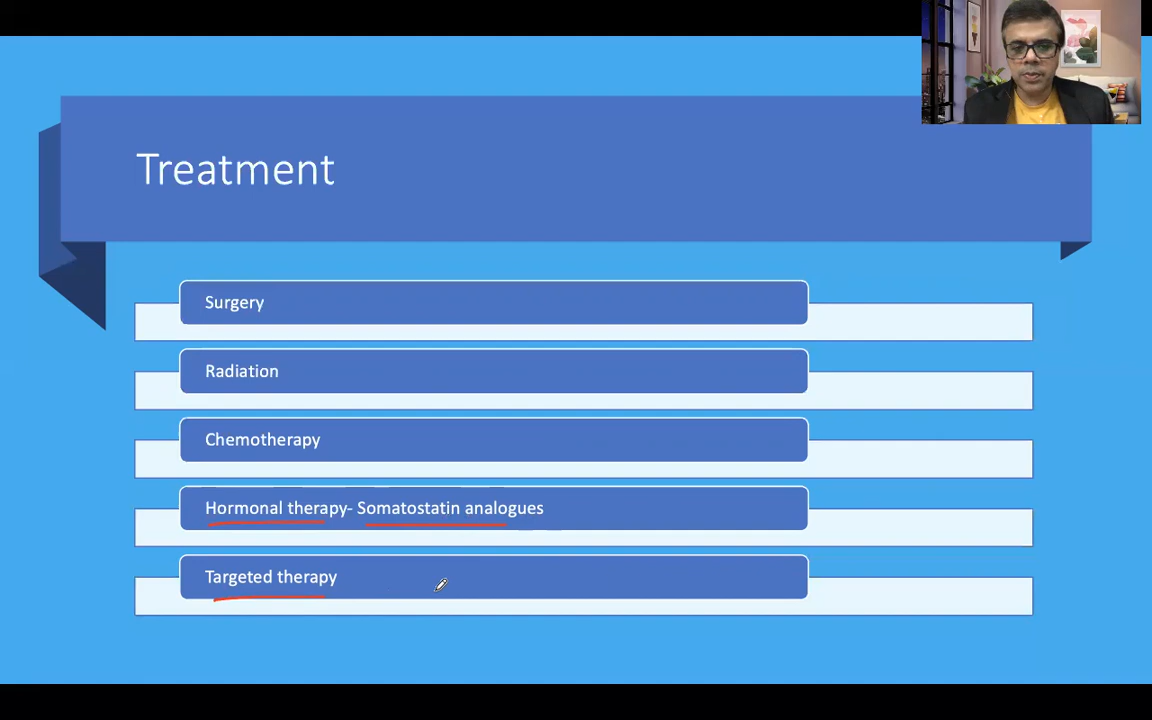 Treatment
Surgery
Radiation
Chemotherapy
Hormonal therapy- Somatostatin analogues
Targeted therapy